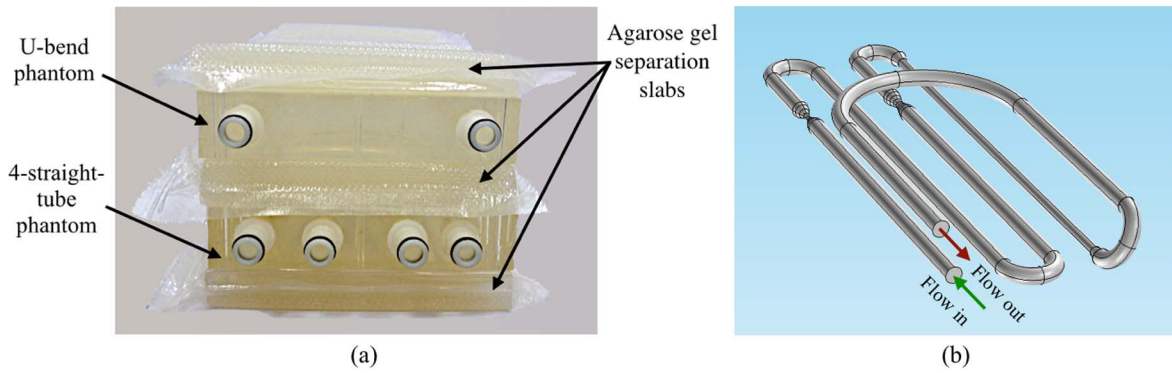 U-bend
phantom
4-straight-
tube
phantom
Agarose gel
separation
slabs
Flow in
Flow out
(a)
(b)